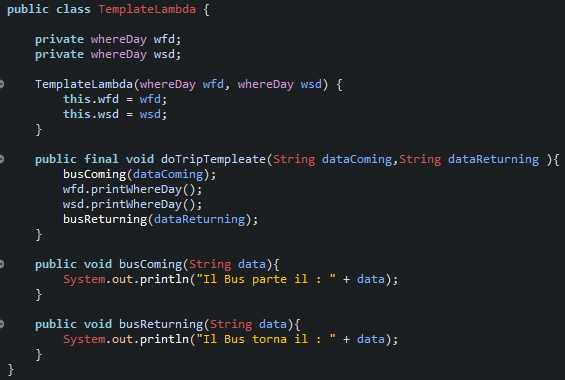 public class TemplateLambda {
private whereDay wfd;
private whereDay wsd;
TemplateLambda(whereDay wfd, whereDay wsd) {
this.wfd = wfd;
this.wsd = wsd;
}
public final void doTripTempleate(String dataComing,String dataReturning ){
busComing(dataComing);
wfd.printWhereDay();
wsd.printWhereDay();
busReturning(dataReturning);
}
public void busComing(String data){
System.out.println("Il Bus parte il : " + data);
}
public void busReturning(String data){
System.out.println("Il Bus torna il : " + data);
}
}